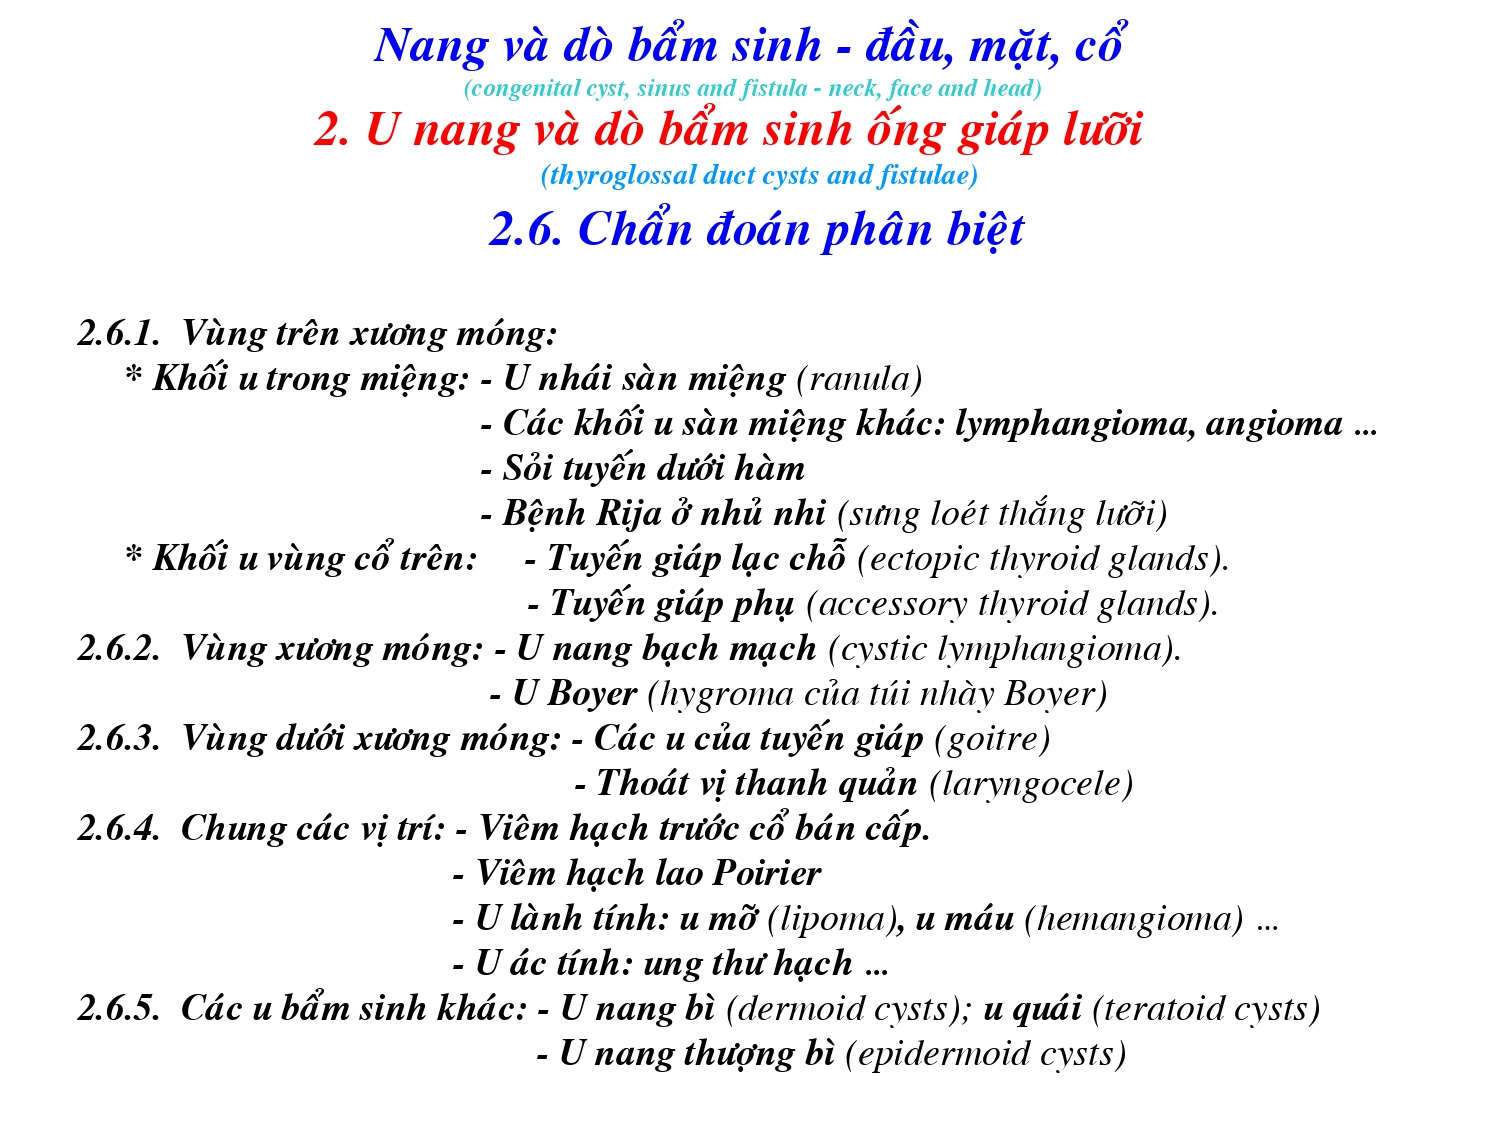 Nang và dò bẩm sinh - đầu, mặt, cổ
(congenital cyst, sinus and fistula - neck, face and head)
2. U nang và dò bẩm sinh ống giáp lưỡi
(thyroglossal duct cysts and fistulae)
2.6. Chẩn đoán phân biệt
2.6.1. Vùng trên xương móng:
* Khối u trong miệng: - U nhái sàn miệng (ranula)
- Các khối u sàn miệng khác: lymphangioma, angioma ...
- Sỏi tuyến dưới hàm
- Bệnh Rija ở nhủ nhi (sưng loét thắng lưỡi)
* Khối u vùng cổ trên: - Tuyến giáp lạc chỗ (ectopic thyroid glands).
- Tuyến giáp phụ (accessory thyroid glands).
2.6.2. Vùng xương móng: - U nang bạch mạch (cystic lymphangioma).
- U Boyer (hygroma của túi nhày Boyer)
2.6.3. Vùng dưới xương móng: - Các u của tuyến giáp (goitre)
- Thoát vị thanh quản (laryngocele)
2.6.4. Chung các vị trí: - Viêm hạch trước cổ bán cấp.
- Viêm hạch lao Poirier
- U lành tính: u mỡ (lipoma), u máu (hemangioma) ...
- U ác tính: ung thư hạch ...
2.6.5. Các u bẩm sinh khác: - U nang bì (dermoid cysts); u quái (teratoid cysts)
- U nang thượng bì (epidermoid cysts)